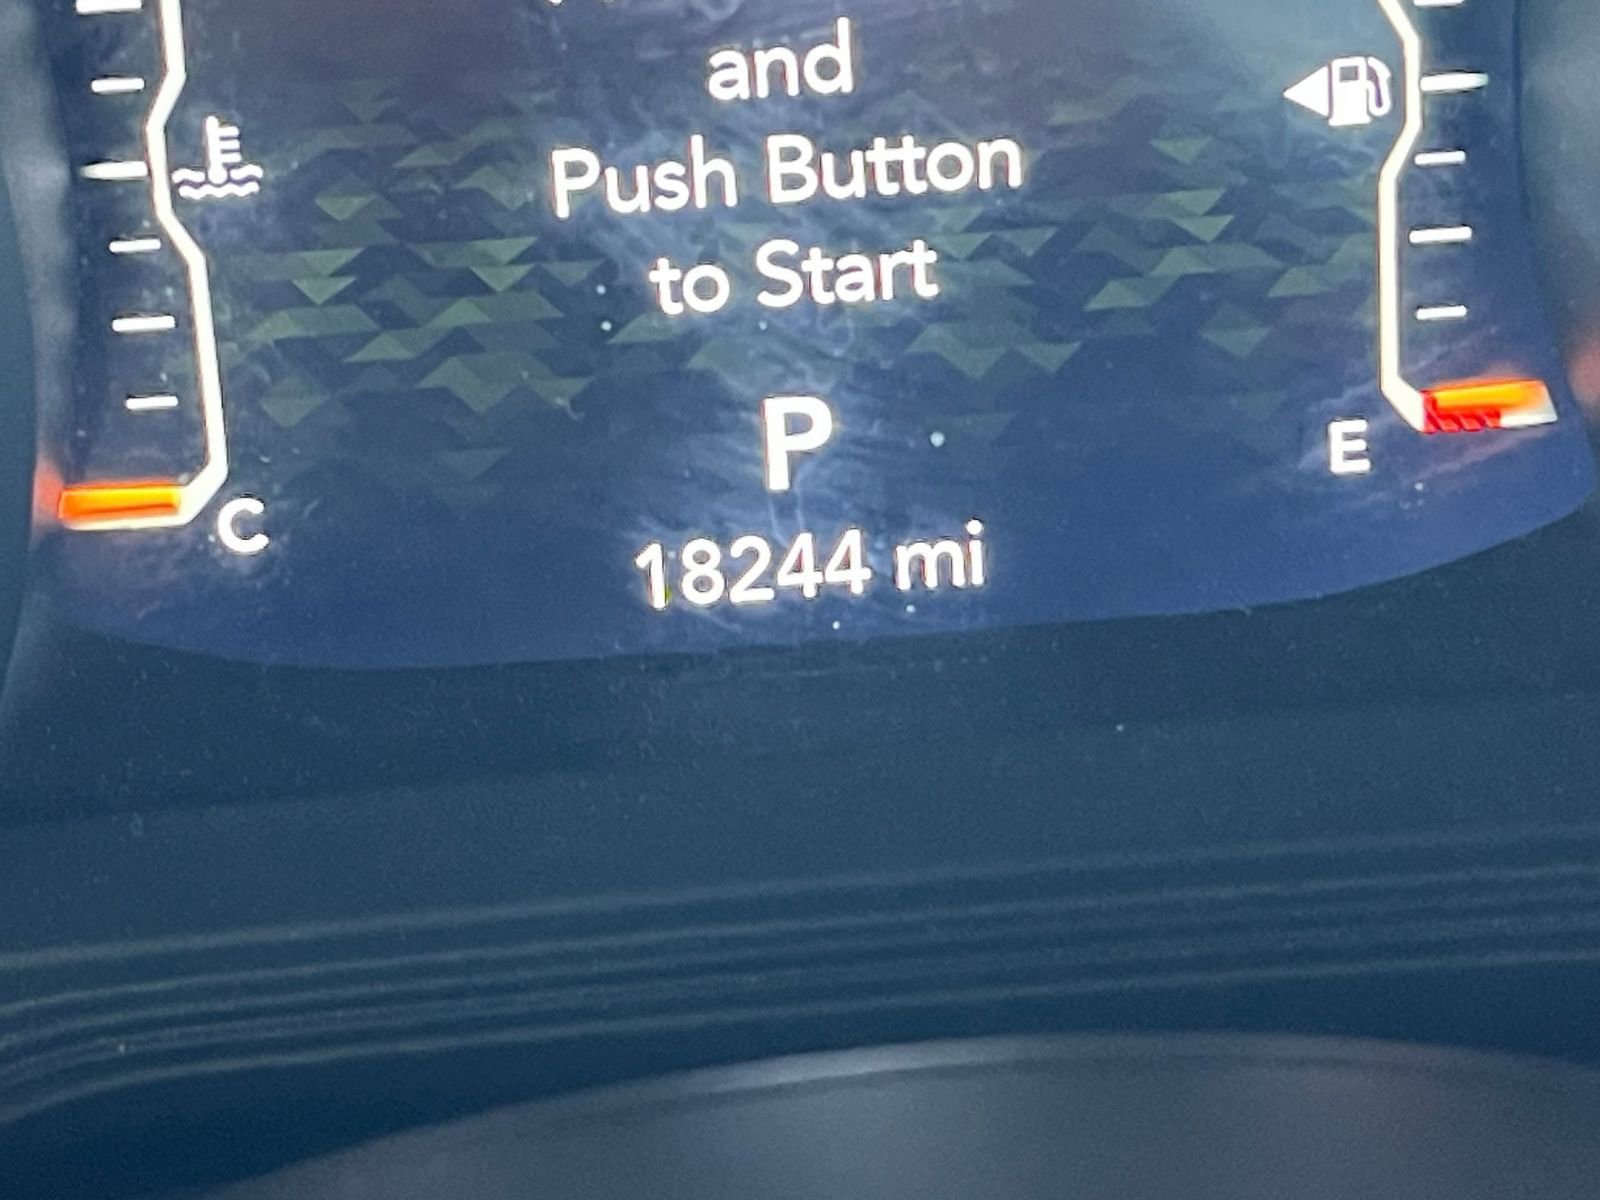 and
Push Button
to Start
P
E
C
18244 mi